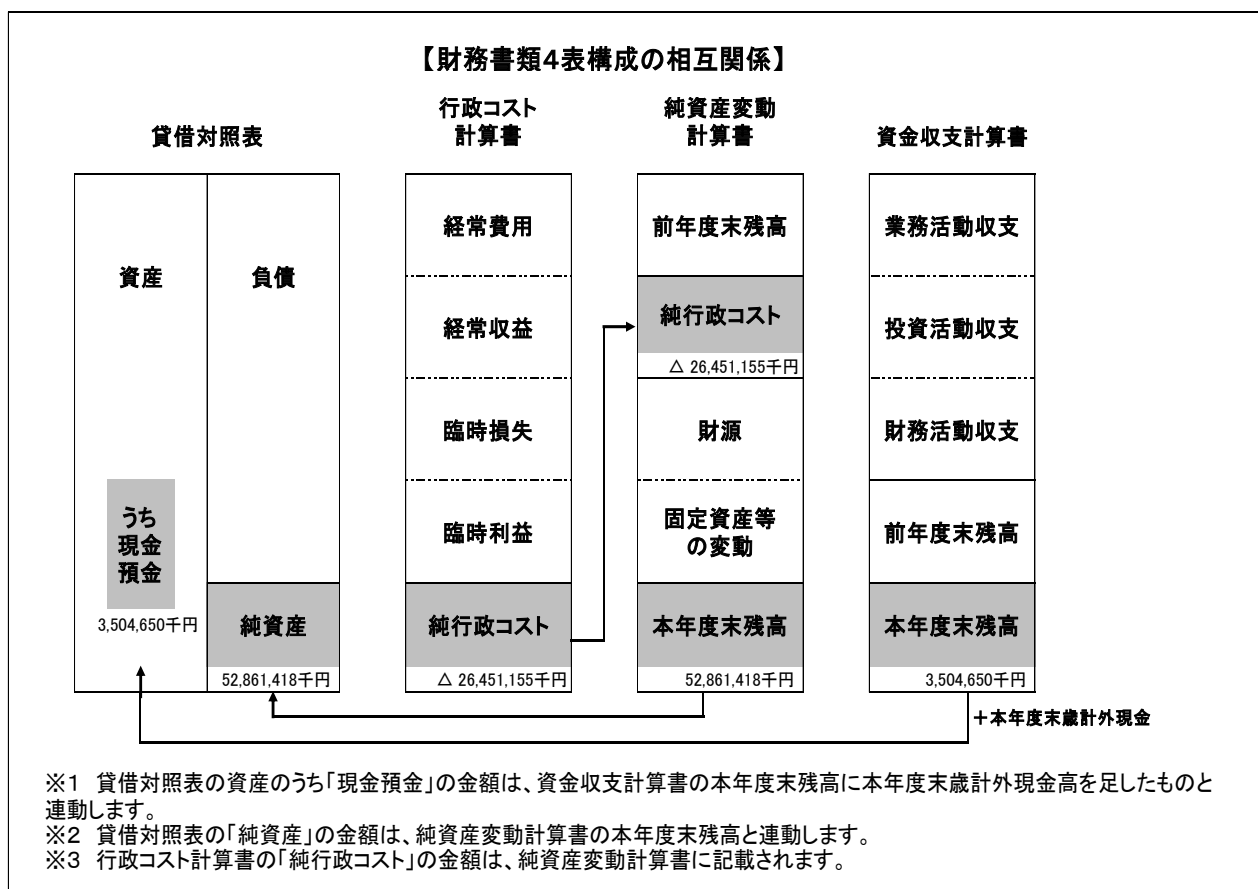 【財務書類4表構成の相互関係】
貸借対照表
行政コスト
計算書
純資産変動
計算書
資金収支計算書
資産
負債
うち
現金
預金
3,504,650千円
純資産
52,861,418千円
経常費用
経常収益
臨時損失
臨時利益
純行政コスト
△ 26,451,155千円
前年度末残高
純行政コスト
△ 26,451,155千円
財源
固定資産等
の変動
本年度末残高
52,861,418千円
業務活動収支
投資活動収支
財務活動収支
前年度末残高
本年度末残高
3,504,650千円
＋本年度末歳計外現金
※1 貸借対照表の資産のうち「現金預金」の金額は、資金収支計算書の本年度末残高に本年度末歳計外現金高を足したものと
連動します。
※2 貸借対照表の「純資産」の金額は、純資産変動計算書の本年度末残高と連動します。
※3 行政コスト計算書の「純行政コスト」の金額は、純資産変動計算書に記載されます。